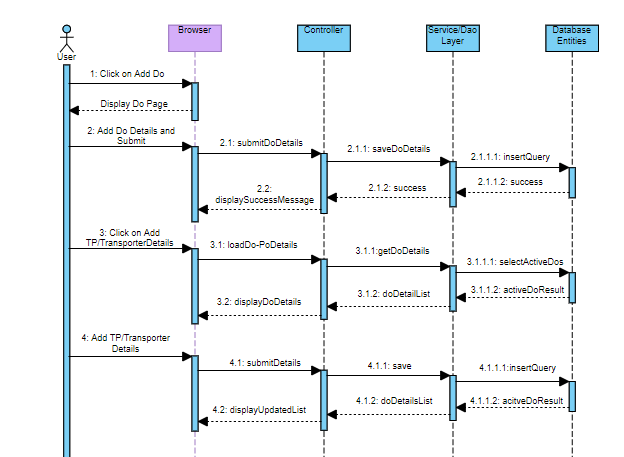 User
Browser
Controller
Service/Dao
Layer
Database
Entities
1: Click on Add Do
Display Do Page
2: Add Do Details and
Submit
2.1: submitDoDetails
2.1.1: saveDoDetails
2.1.1.1: insertQuery
2.1.1.2: success
2.1.2: success
2.2:
displaySuccessMessage
3: Click on Add
TP/TransporterDetails
3.1: loadDo-PoDetails
3.1.1:getDoDetails
3.1.1.1: selectActiveDos
3.1.1.2: activeDoResult
3.1.2: doDetailList
3.2: displayDoDetails
4: Add TP/Transporter
Details
4.1: submitDetails
4.1.1: save
4.1.1.1:insertQuery
4.1.1.2: acitveDoResult
4.1.2: doDetailsList
4.2: displayUpdatedList